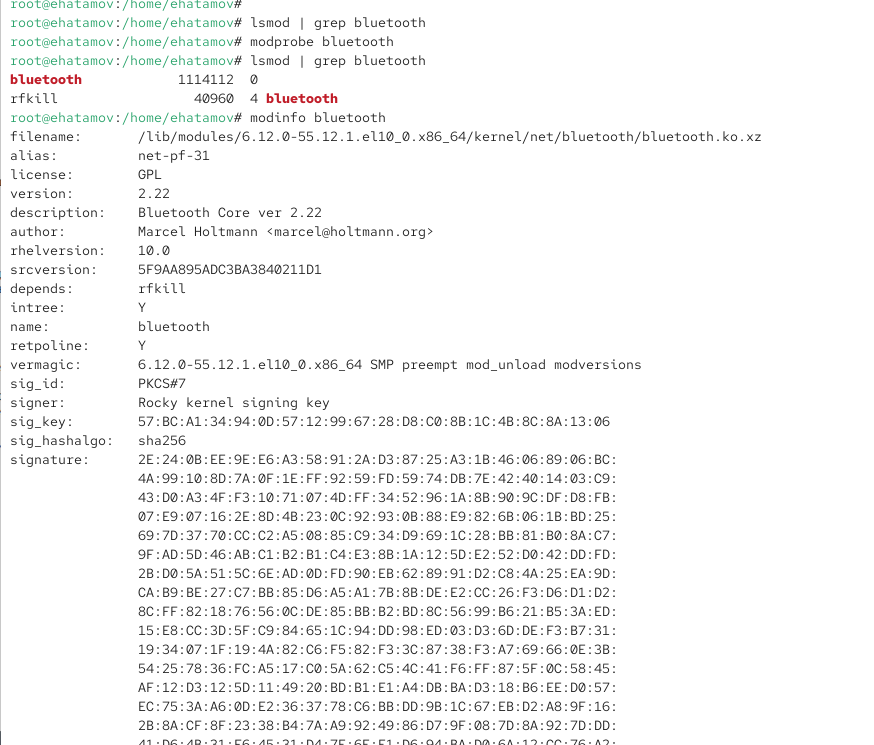 root@ehatamov:/home/ehatamov#
root@ehatamov:/home/ehatamov# lsmod | grep bluetooth
root@ehatamov:/home/ehatamov# modprobe bluetooth
root@ehatamov:/home/ehatamov# lsmod | grep bluetooth
bluetooth            1114112  0
rfkill                 40960  4 bluetooth
root@ehatamov:/home/ehatamov# modinfo bluetooth
filename:       /lib/modules/6.12.0-55.12.1.el10_0.x86_64/kernel/net/bluetooth/bluetooth.ko.xz
alias:          net-pf-31
license:        GPL
version:        2.22
description:    Bluetooth Core ver 2.22
author:         Marcel Holtmann <marcel@holtmann.org>
rhelversion:    10.0
srcversion:     5F9AA895ADC3BA3840211D1
depends:        rfkill
intree:         Y
name:           bluetooth
retpoline:      Y
vermagic:       6.12.0-55.12.1.el10_0.x86_64 SMP preempt mod_unload modversions
sig_id:         PKCS#7
signer:         Rocky kernel signing key
sig_key:        57:BC:A1:34:94:0D:57:12:99:67:28:D8:C0:8B:1C:4B:8C:8A:13:06
sig_hashalgo:   sha256
signature:      2E:24:0B:EE:9E:E6:A3:58:91:2A:D3:87:25:A3:1B:46:06:89:06:BC:
4A:99:10:8D:7A:0F:1E:FF:92:59:FD:59:74:DB:7E:42:40:14:03:C9:
43:D0:A3:4F:F3:10:71:07:4D:FF:34:52:96:1A:8B:90:9C:DF:D8:FB:
07:E9:07:16:2E:8D:4B:23:0C:92:93:0B:88:E9:82:6B:06:1B:BD:25:
69:7D:37:70:CC:C2:A5:08:85:C9:34:D9:69:1C:28:BB:81:B0:8A:C7:
9F:AD:5D:46:AB:C1:B2:B1:C4:E3:8B:1A:12:5D:E2:52:D0:42:DD:FD:
2B:D0:5A:51:5C:6E:AD:0D:FD:90:EB:62:89:91:D2:C8:4A:25:EA:9D:
CA:B9:BE:27:C7:BB:85:D6:A5:A1:7B:8B:DE:E2:CC:26:F3:D6:D1:D2:
8C:FF:82:18:76:56:0C:DE:85:BB:B2:BD:8C:56:99:B6:21:B5:3A:ED:
15:E8:CC:3D:5F:C9:84:65:1C:94:DD:98:ED:03:D3:6D:DE:F3:B7:31:
19:34:07:1F:19:4A:82:C6:F5:82:F3:3C:87:38:F3:A7:69:66:0E:3B:
54:25:78:36:FC:A5:17:C0:5A:62:C5:4C:41:F6:FF:87:5F:0C:58:45:
AF:12:D3:12:5D:11:49:20:BD:B1:E1:A4:DB:BA:D3:18:B6:EE:D0:57:
EC:75:3A:A6:0D:E2:36:37:78:C6:BB:DD:9B:1C:67:EB:D2:A8:9F:16:
2B:8A:CF:8F:23:38:B4:7A:A9:92:49:86:D7:9F:08:7D:8A:92:7D:DD: